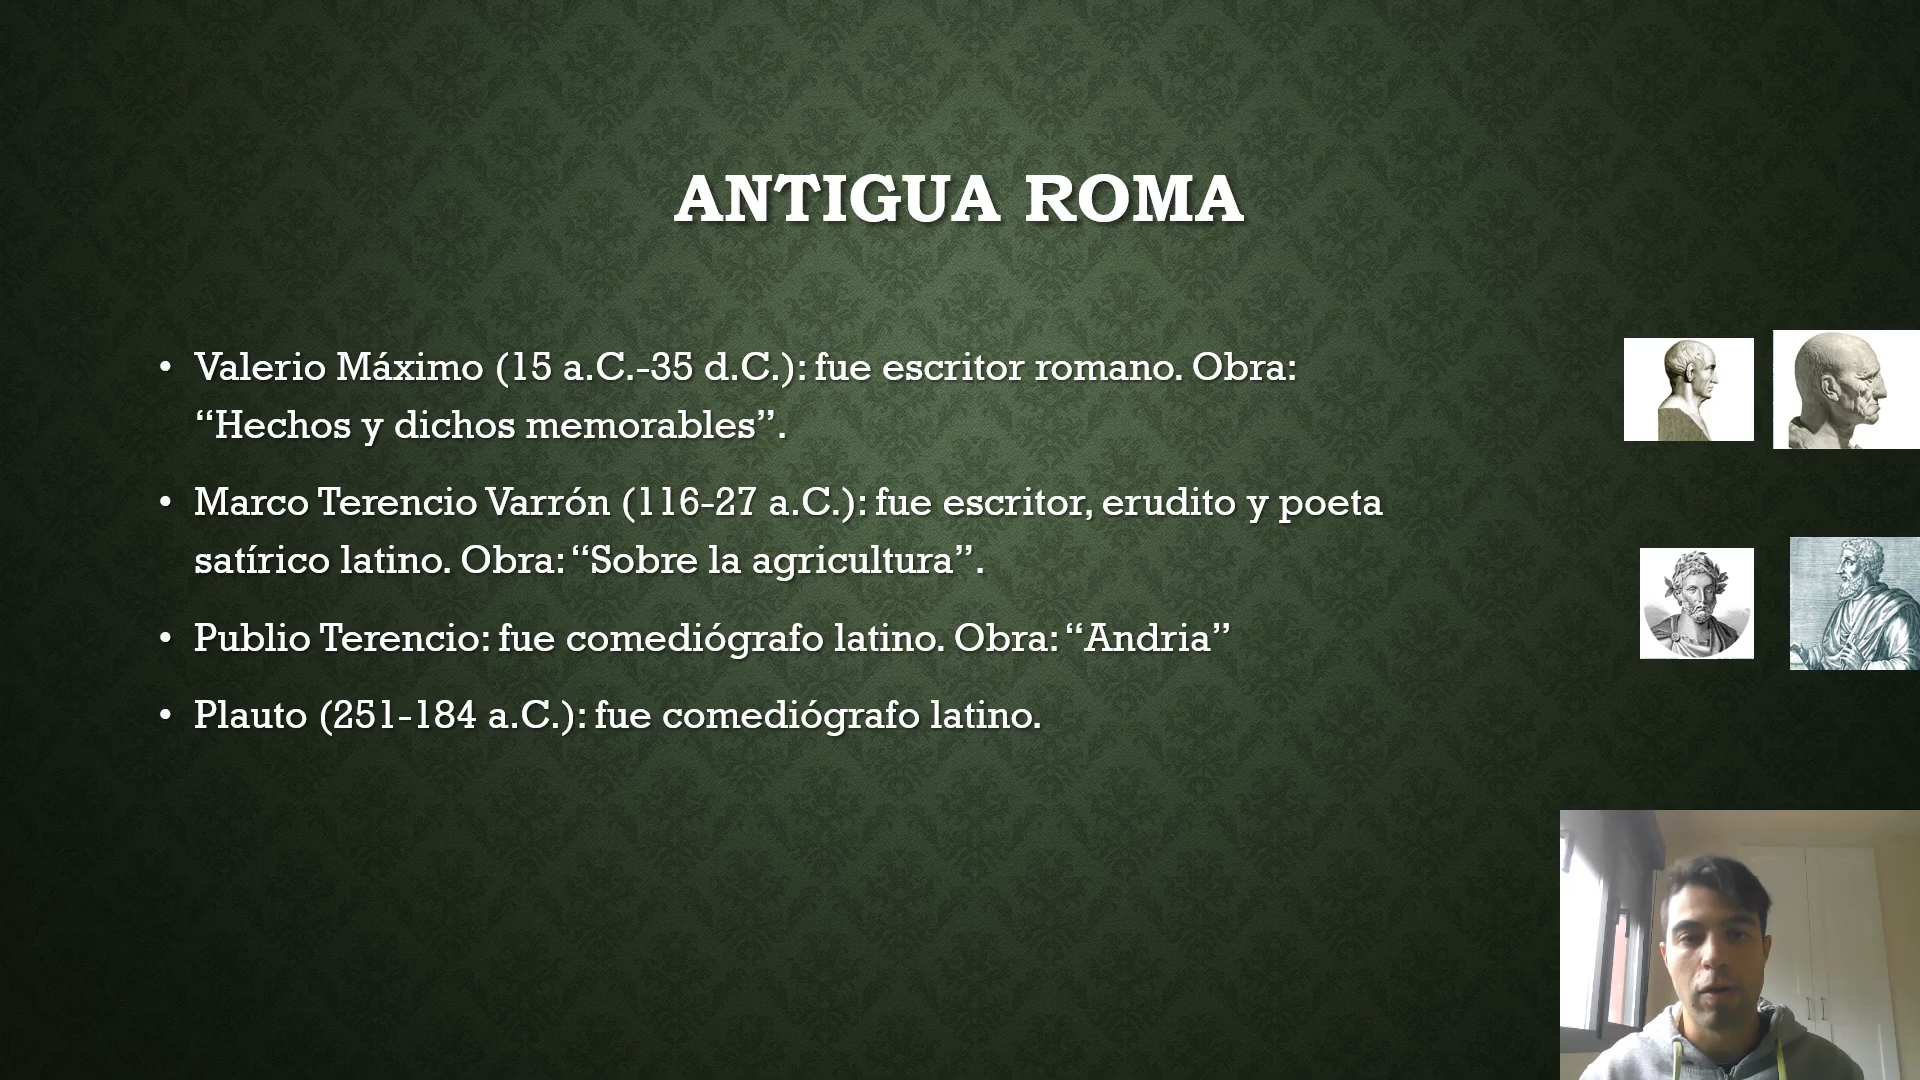 ANTIGUA ROMA
• Valerio Máximo (15 a.C.-35 d.C.): fue escritor romano. Obra:
“Hechos y dichos memorables”.
• Marco Terencio Varrón (116-27 a.C.): fue escritor, erudito y poeta
satírico latino. Obra: “Sobre la agricultura”.
• Publio Terencio: fue comediógrafo latino. Obra: “Andria”
• Plauto (251-184 a.C.): fue comediógrafo latino.